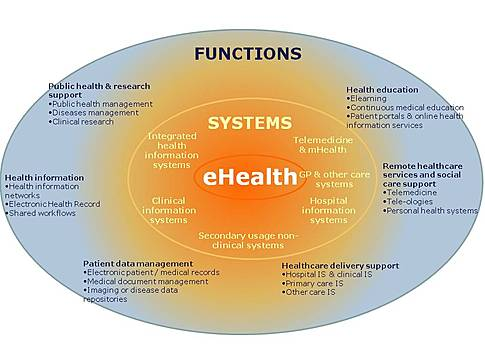 FUNCTIONS
Public health & research
support
•Public health management
•Diseases management
•Clinical research
Health education
•Elearning
•Continuous medical education
•Patient portals & online health
information services
SYSTEMS
Integrated
health
information
systems
Telemedicine
& mHealth
eHealth
GP & other care
systems
Clinical
information
systems
Hospital
information
systems
Secondary usage non-
clinical systems
Health information
•Health information
networks
•Electronic Health Record
•Shared workflows
Remote healthcare
services and social
care support
•Telemedicine
•Tele-ologies
•Personal health systems
Patient data management
•Electronic patient / medical records
•Medical document management
•Imaging or disease data
repositories
Healthcare delivery support
•Hospital IS & clinical IS
•Primary care IS
•Other care IS